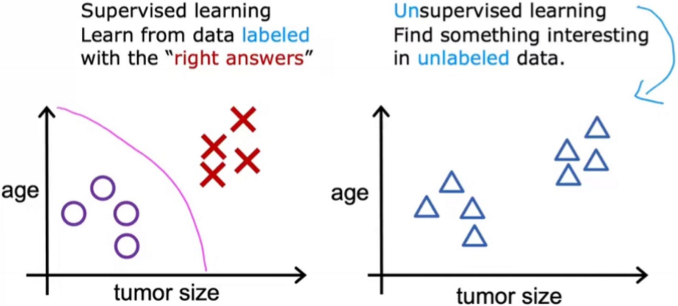 Supervised learning
Learn from data labeled
with the “right answers”
age
tumor size
Unsupervised learning
Find something interesting
in unlabeled data.
age
tumor size